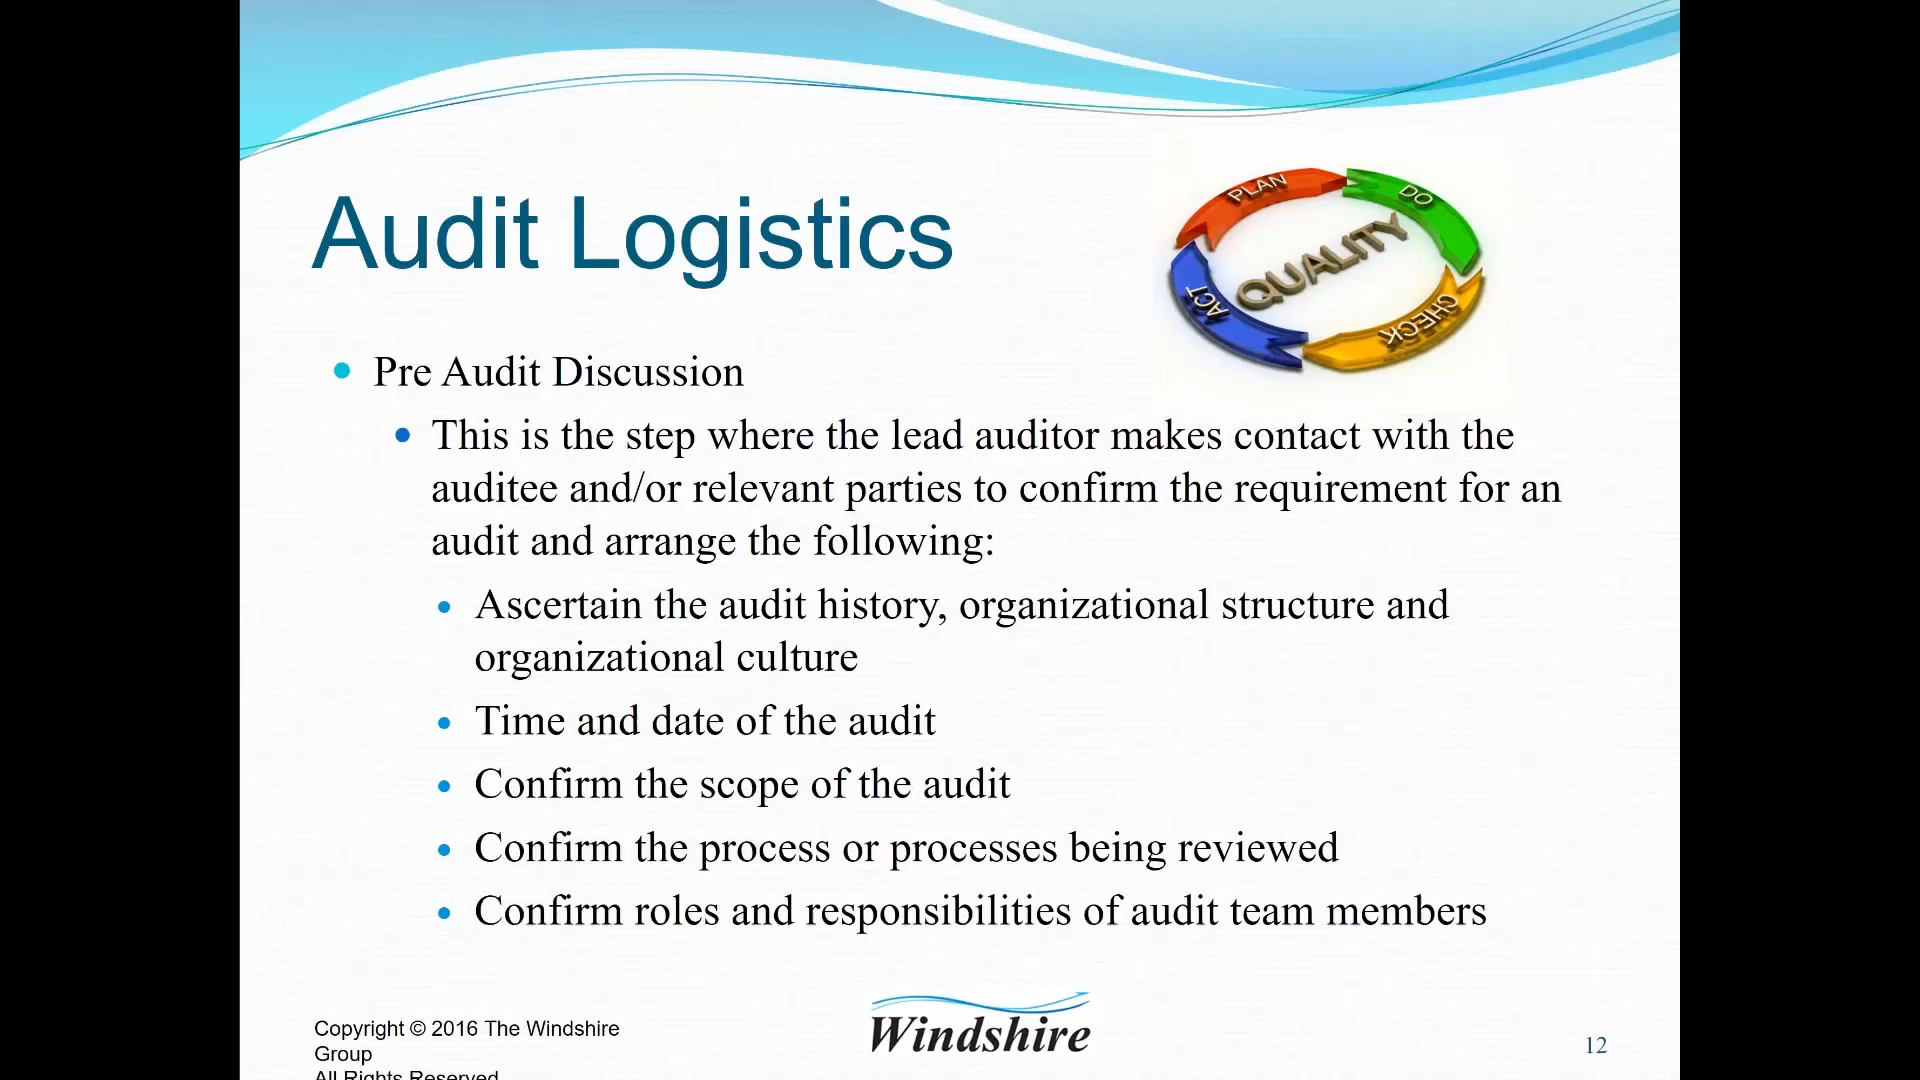 Audit Logistics
PLAN
DO
QUALITY
ACT
CHECK
Pre Audit Discussion
This is the step where the lead auditor makes contact with the
auditee and/or relevant parties to confirm the requirement for an
audit and arrange the following:
Ascertain the audit history, organizational structure and
organizational culture
Time and date of the audit
Confirm the scope of the audit
Confirm the process or processes being reviewed
Confirm roles and responsibilities of audit team members
Copyright © 2016 The Windshire
Group
All Rights Reserved
Windshire
12